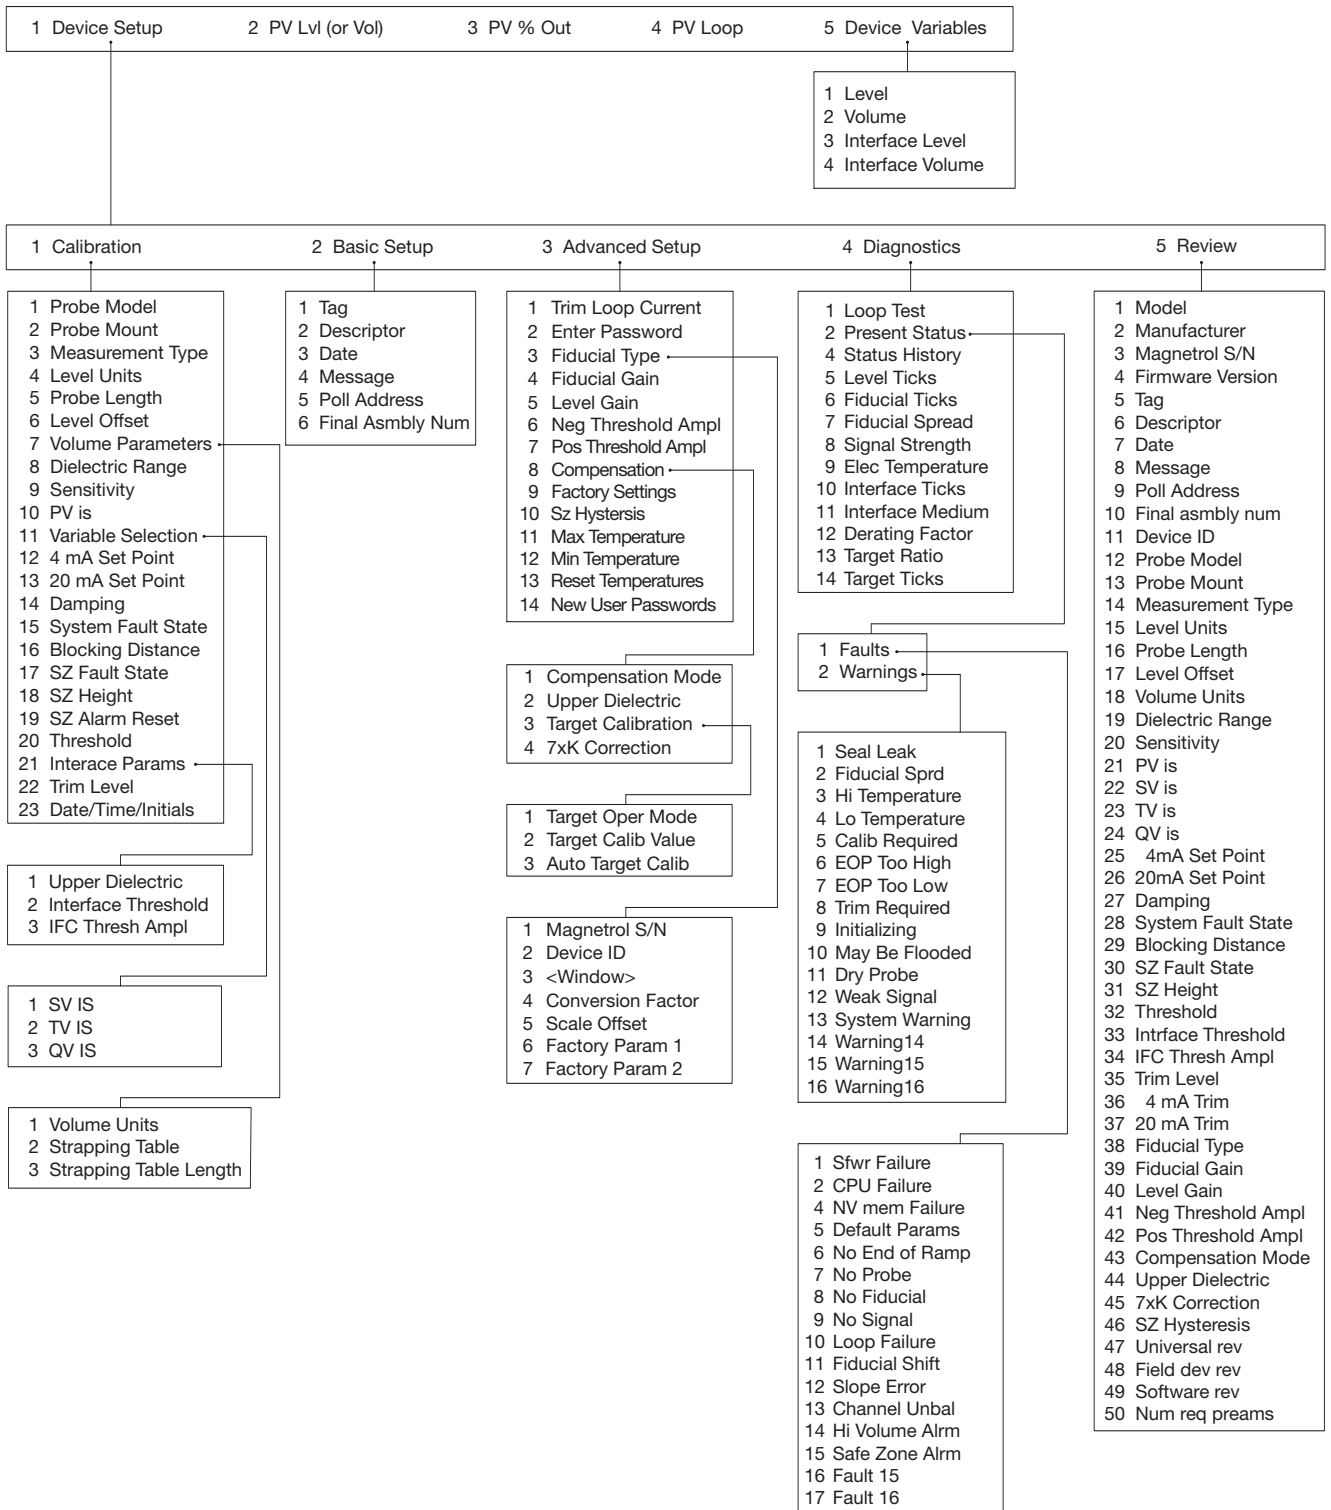 1 Device Setup 2 PV Lvl (or Vol) 3 PV % Out 4 PV Loop 5 Device Variables
1 Level
2 Volume
3 Interface Level
4 Interface Volume
1 Calibration 2 Basic Setup 3 Advanced Setup 4 Diagnostics 5 Review
1 Probe Model
2 Probe Mount
3 Measurement Type
4 Level Units
5 Probe Length
6 Level Offset
7 Volume Parameters
8 Dielectric Range
9 Sensitivity
10 PV is
11 Variable Selection
12 4 mA Set Point
13 20 mA Set Point
14 Damping
15 System Fault State
16 Blocking Distance
17 SZ Fault State
18 SZ Height
19 SZ Alarm Reset
20 Threshold
21 Interace Params
22 Trim Level
23 Date/Time/Initials
1 Upper Dielectric
2 Interface Threshold
3 IFC Thresh Ampl
1 SV IS
2 TV IS
3 QV IS
1 Volume Units
2 Strapping Table
3 Strapping Table Length
1 Tag
2 Descriptor
3 Date
4 Message
5 Poll Address
6 Final Asmbly Num
1 Trim Loop Current
2 Enter Password
3 Fiducial Type
4 Fiducial Gain
5 Level Gain
6 Neg Threshold Ampl
7 Pos Threshold Ampl
8 Compensation
9 Factory Settings
10 Sz Hystersis
11 Max Temperature
12 Min Temperature
13 Reset Temperatures
14 New User Passwords
1 Compensation Mode
2 Upper Dielectric
3 Target Calibration
4 7xK Correction
1 Target Oper Mode
2 Target Calib Value
3 Auto Target Calib
1 Magnetrol S/N
2 Device ID
3 <Window>
4 Conversion Factor
5 Scale Offset
6 Factory Param 1
7 Factory Param 2
1 Loop Test
2 Present Status
4 Status History
5 Level Ticks
6 Fiducial Ticks
7 Fiducial Spread
8 Signal Strength
9 Elec Temperature
10 Interface Ticks
11 Interface Medium
12 Derating Factor
13 Target Ratio
14 Target Ticks
1 Faults
2 Warnings
1 Seal Leak
2 Fiducial Sprd
3 Hi Temperature
4 Lo Temperature
5 Calib Required
6 EOP Too High
7 EOP Too Low
8 Trim Required
9 Initializing
10 May Be Flooded
11 Dry Probe
12 Weak Signal
13 System Warning
14 Warning14
15 Warning15
16 Warning16
1 Sfwr Failure
2 CPU Failure
4 NV mem Failure
5 Default Params
6 No End of Ramp
7 No Probe
8 No Fiducial
9 No Signal
10 Loop Failure
11 Fiducial Shift
12 Slope Error
13 Channel Unbal
14 Hi Volume Alrm
15 Safe Zone Alrm
16 Fault 15
17 Fault 16
1 Model
2 Manufacturer
3 Magnetrol S/N
4 Firmware Version
5 Tag
6 Descriptor
7 Date
8 Message
9 Poll Address
10 Final asmbly num
11 Device ID
12 Probe Model
13 Probe Mount
14 Measurement Type
15 Level Units
16 Probe Length
17 Level Offset
18 Volume Units
19 Dielectric Range
20 Sensitivity
21 PV is
22 SV is
23 TV is
24 QV is
25 4mA Set Point
26 20mA Set Point
27 Damping
28 System Fault State
29 Blocking Distance
30 SZ Fault State
31 SZ Height
32 Threshold
33 Intrface Threshold
34 IFC Thresh Ampl
35 Trim Level
36 4 mA Trim
37 20 mA Trim
38 Fiducial Type
39 Fiducial Gain
40 Level Gain
41 Neg Threshold Ampl
42 Pos Threshold Ampl
43 Compensation Mode
44 Upper Dielectric
45 7xK Correction
46 SZ Hysteresis
47 Universal rev
48 Field dev rev
49 Software rev
50 Num req preams